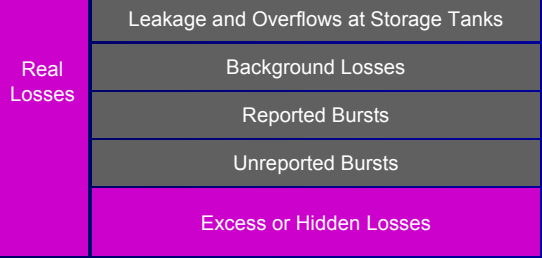 Real
Losses
Leakage and Overflows at Storage Tanks
Background Losses
Reported Bursts
Unreported Bursts
Excess or Hidden Losses